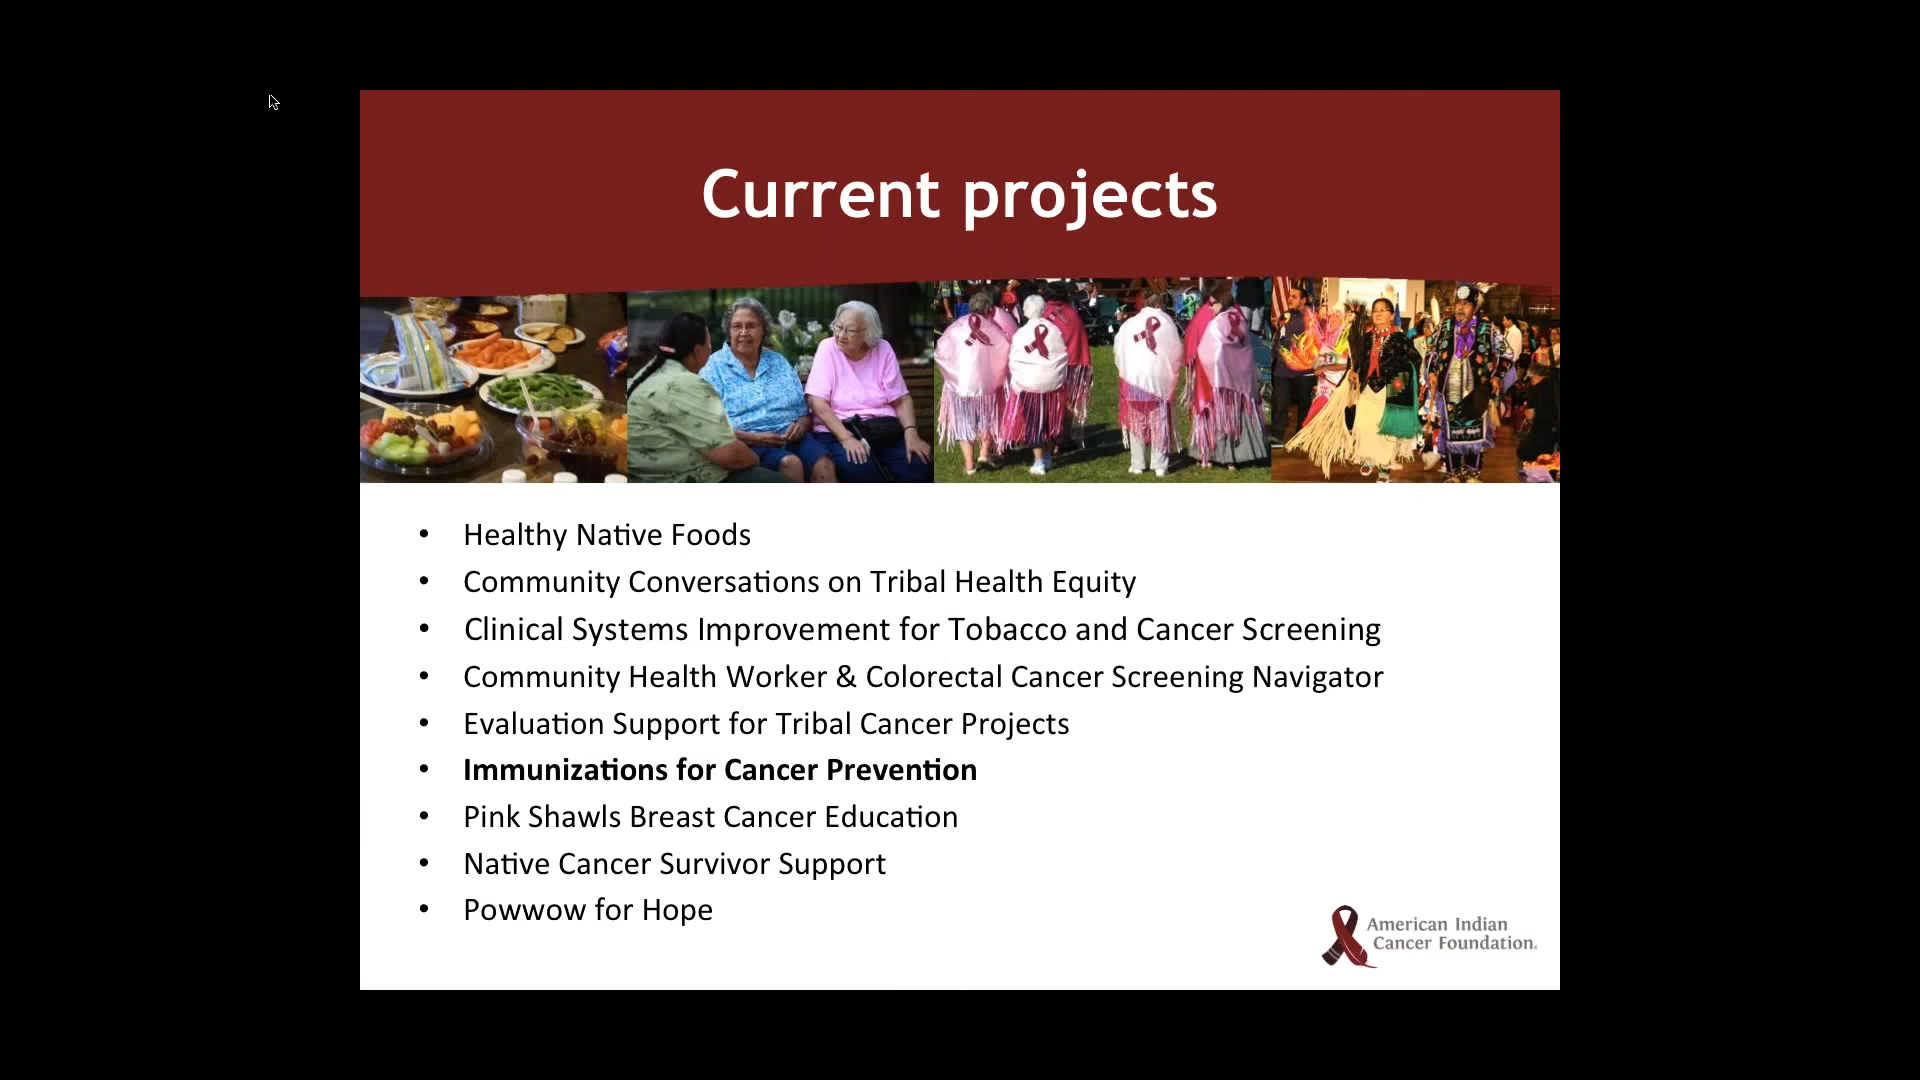 Current projects
• Healthy Native Foods
• Community Conversations on Tribal Health Equity
• Clinical Systems Improvement for Tobacco and Cancer Screening
• Community Health Worker & Colorectal Cancer Screening Navigator
• Evaluation Support for Tribal Cancer Projects
• Immunizations for Cancer Prevention
• Pink Shawls Breast Cancer Education
• Native Cancer Survivor Support
• Powwow for Hope
American Indian
Cancer Foundation.